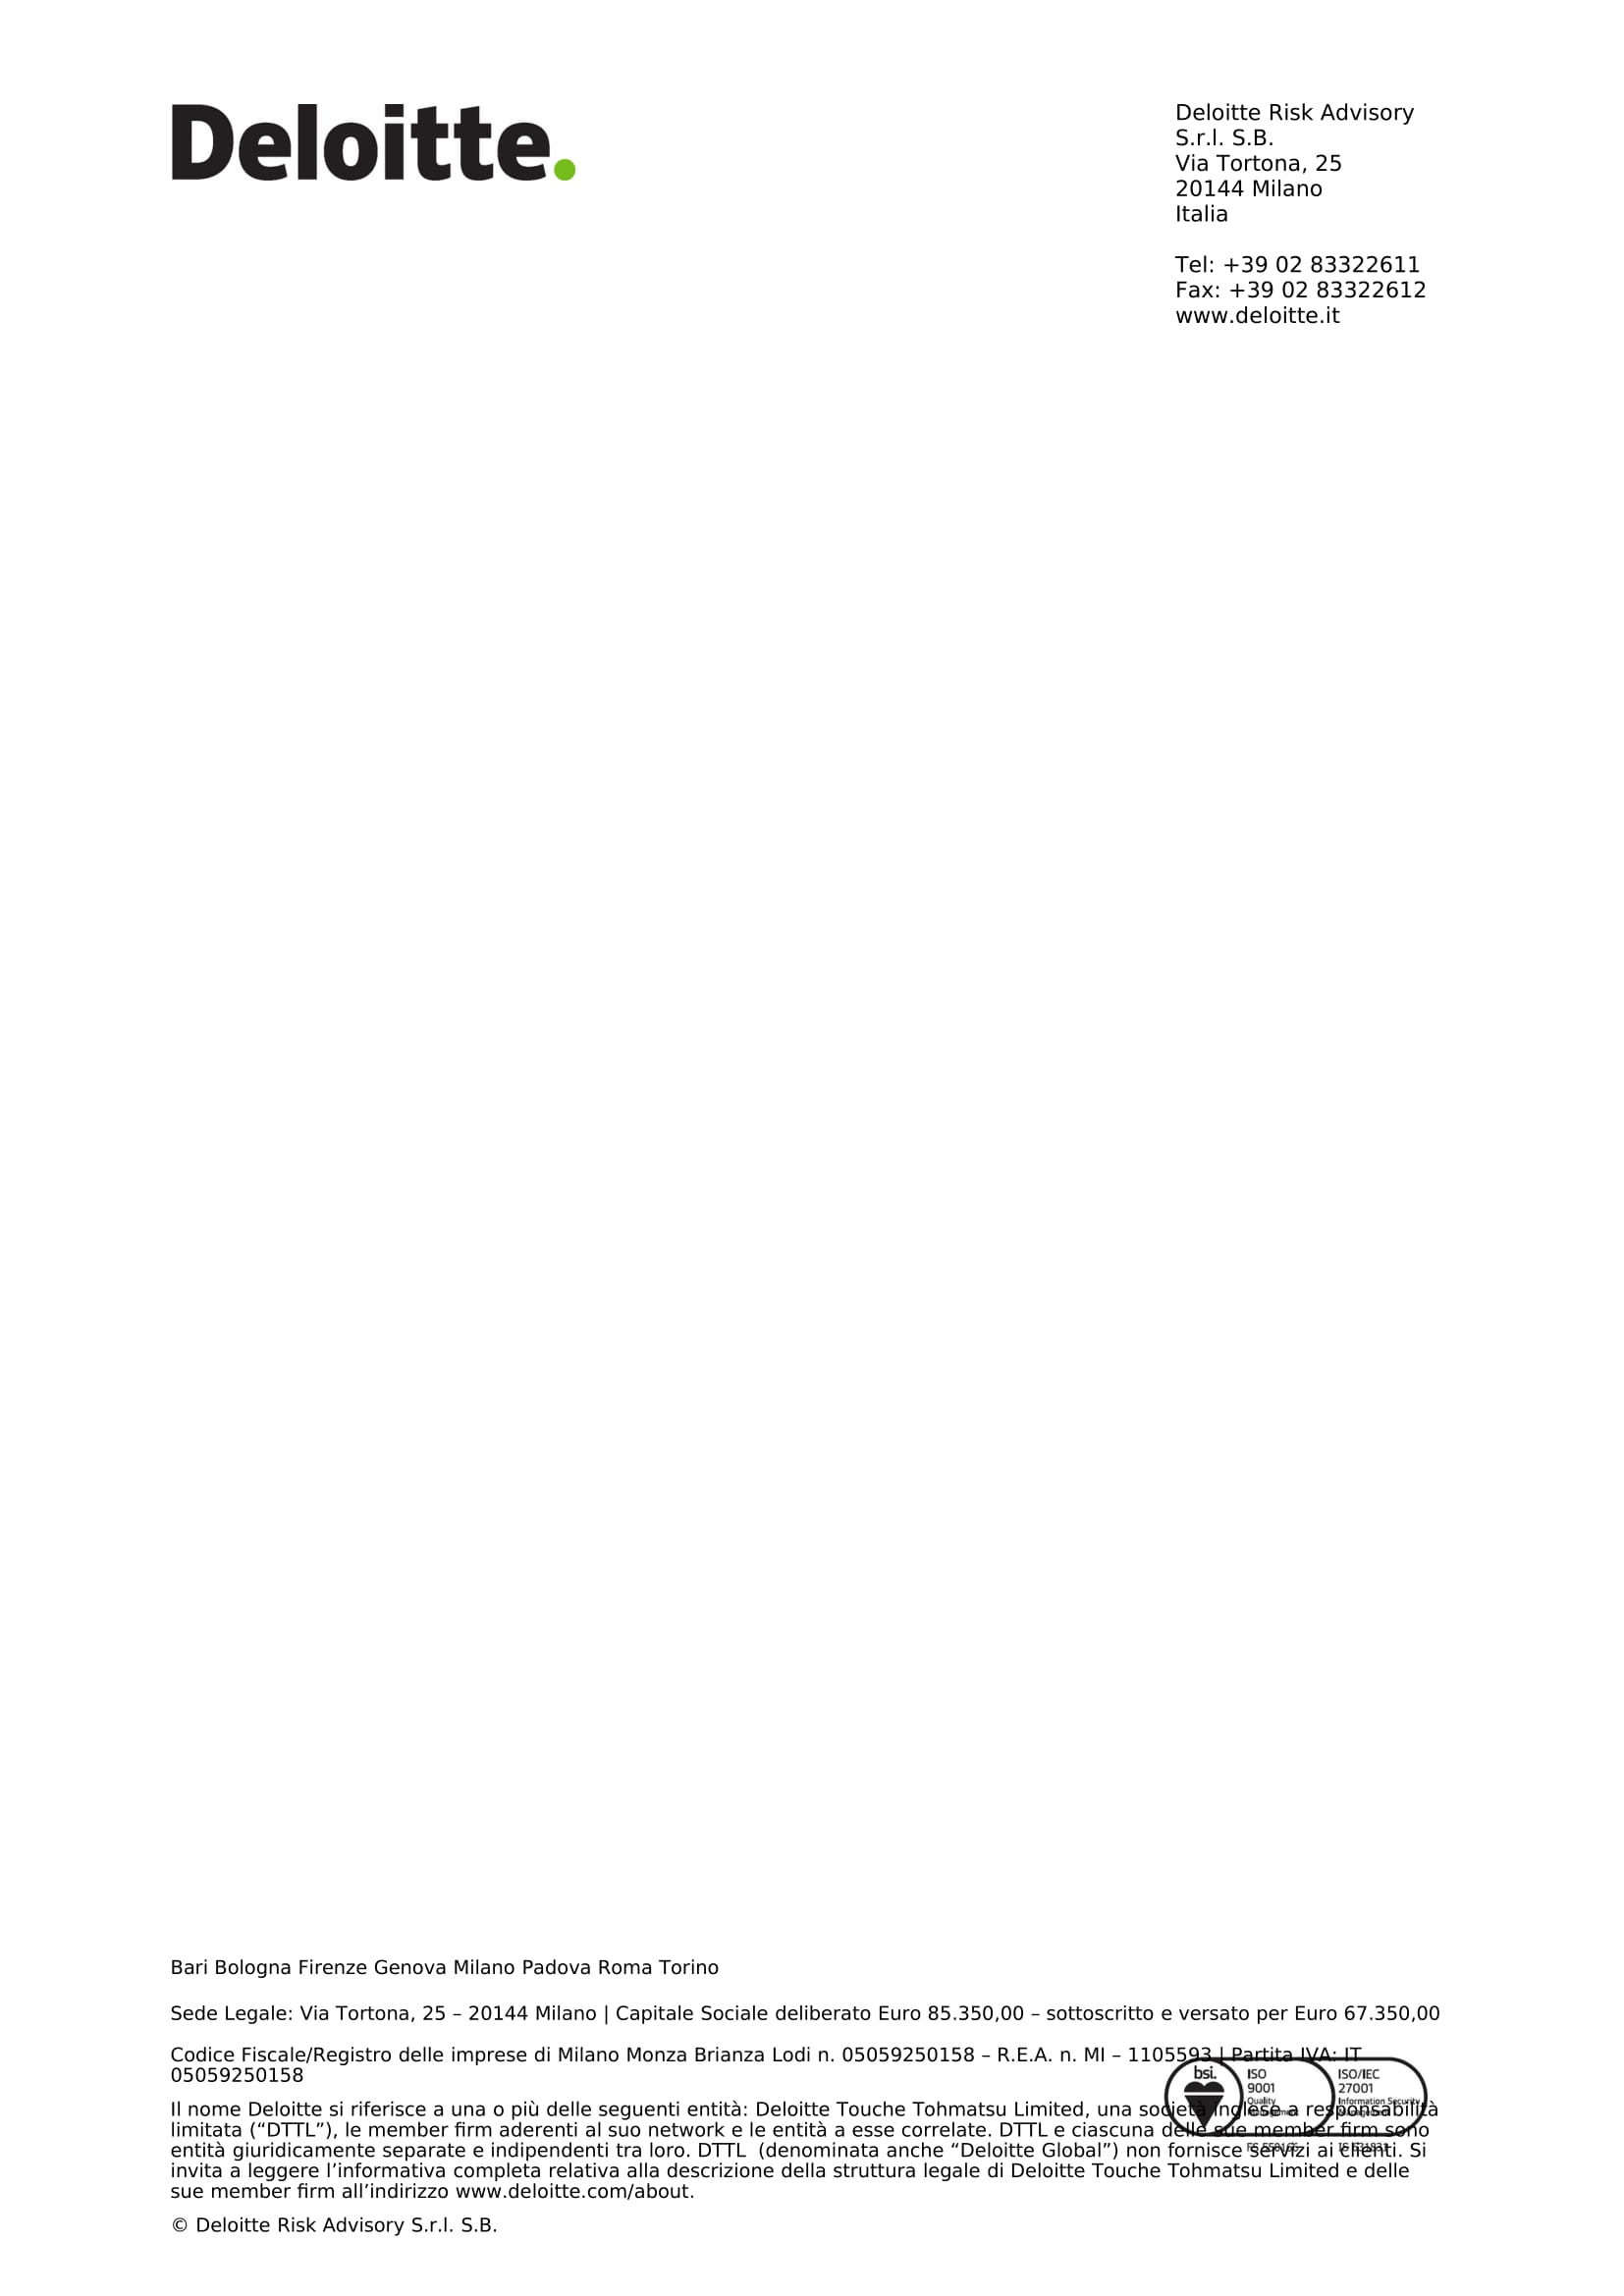 Deloitte.
Deloitte Risk Advisory
S.r.l. S.B.
Via Tortona, 25
20144 Milano
Italia
Tel: +39 02 83322611
Fax: +39 02 83322612
www.deloitte.it
Bari Bologna Firenze Genova Milano Padova Roma Torino
Sede Legale: Via Tortona, 25 – 20144 Milano | Capitale Sociale deliberato Euro 85.350,00 – sottoscritto e versato per Euro 67.350,00
Codice Fiscale/Registro delle imprese di Milano Monza Brianza Lodi n. 05059250158 – R.E.A. n. MI – 1105593 | Partita IVA: IT
05059250158
Il nome Deloitte si riferisce a una o più delle seguenti entità: Deloitte Touche Tohmatsu Limited, una società inglese a responsabilità
limitata (“DTTL”), le member firm aderenti al suo network e le entità a esse correlate. DTTL e ciascuna delle sue member firm sono
entità giuridicamente separate e indipendenti tra loro. DTTL  (denominata anche “Deloitte Global”) non fornisce servizi ai clienti. Si
invita a leggere l’informativa completa relativa alla descrizione della struttura legale di Deloitte Touche Tohmatsu Limited e delle
sue member firm all’indirizzo www.deloitte.com/about.
© Deloitte Risk Advisory S.r.l. S.B.
bsi.
ISO
9001
Quality
ISO/IEC
27001
Information Security